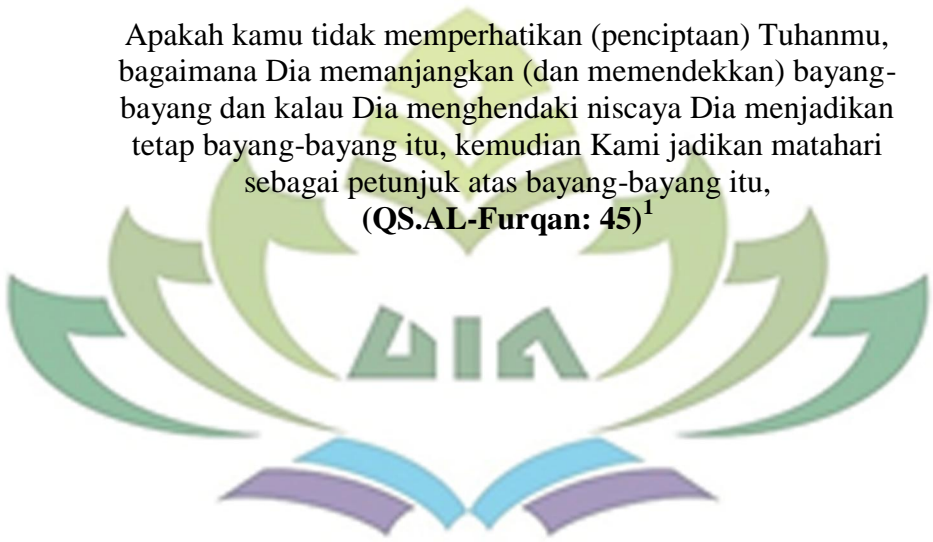 Apakah kamu tidak memperhatikan (penciptaan) Tuhanmu,
bagaimana Dia memanjangkan (dan memendekkan) bayang-
bayang dan kalau Dia menghendaki niscaya Dia menjadikan
tetap bayang-bayang itu, kemudian Kami jadikan matahari
sebagai petunjuk atas bayang-bayang itu,
(QS.AL-Furqan: 45)¹
UIN